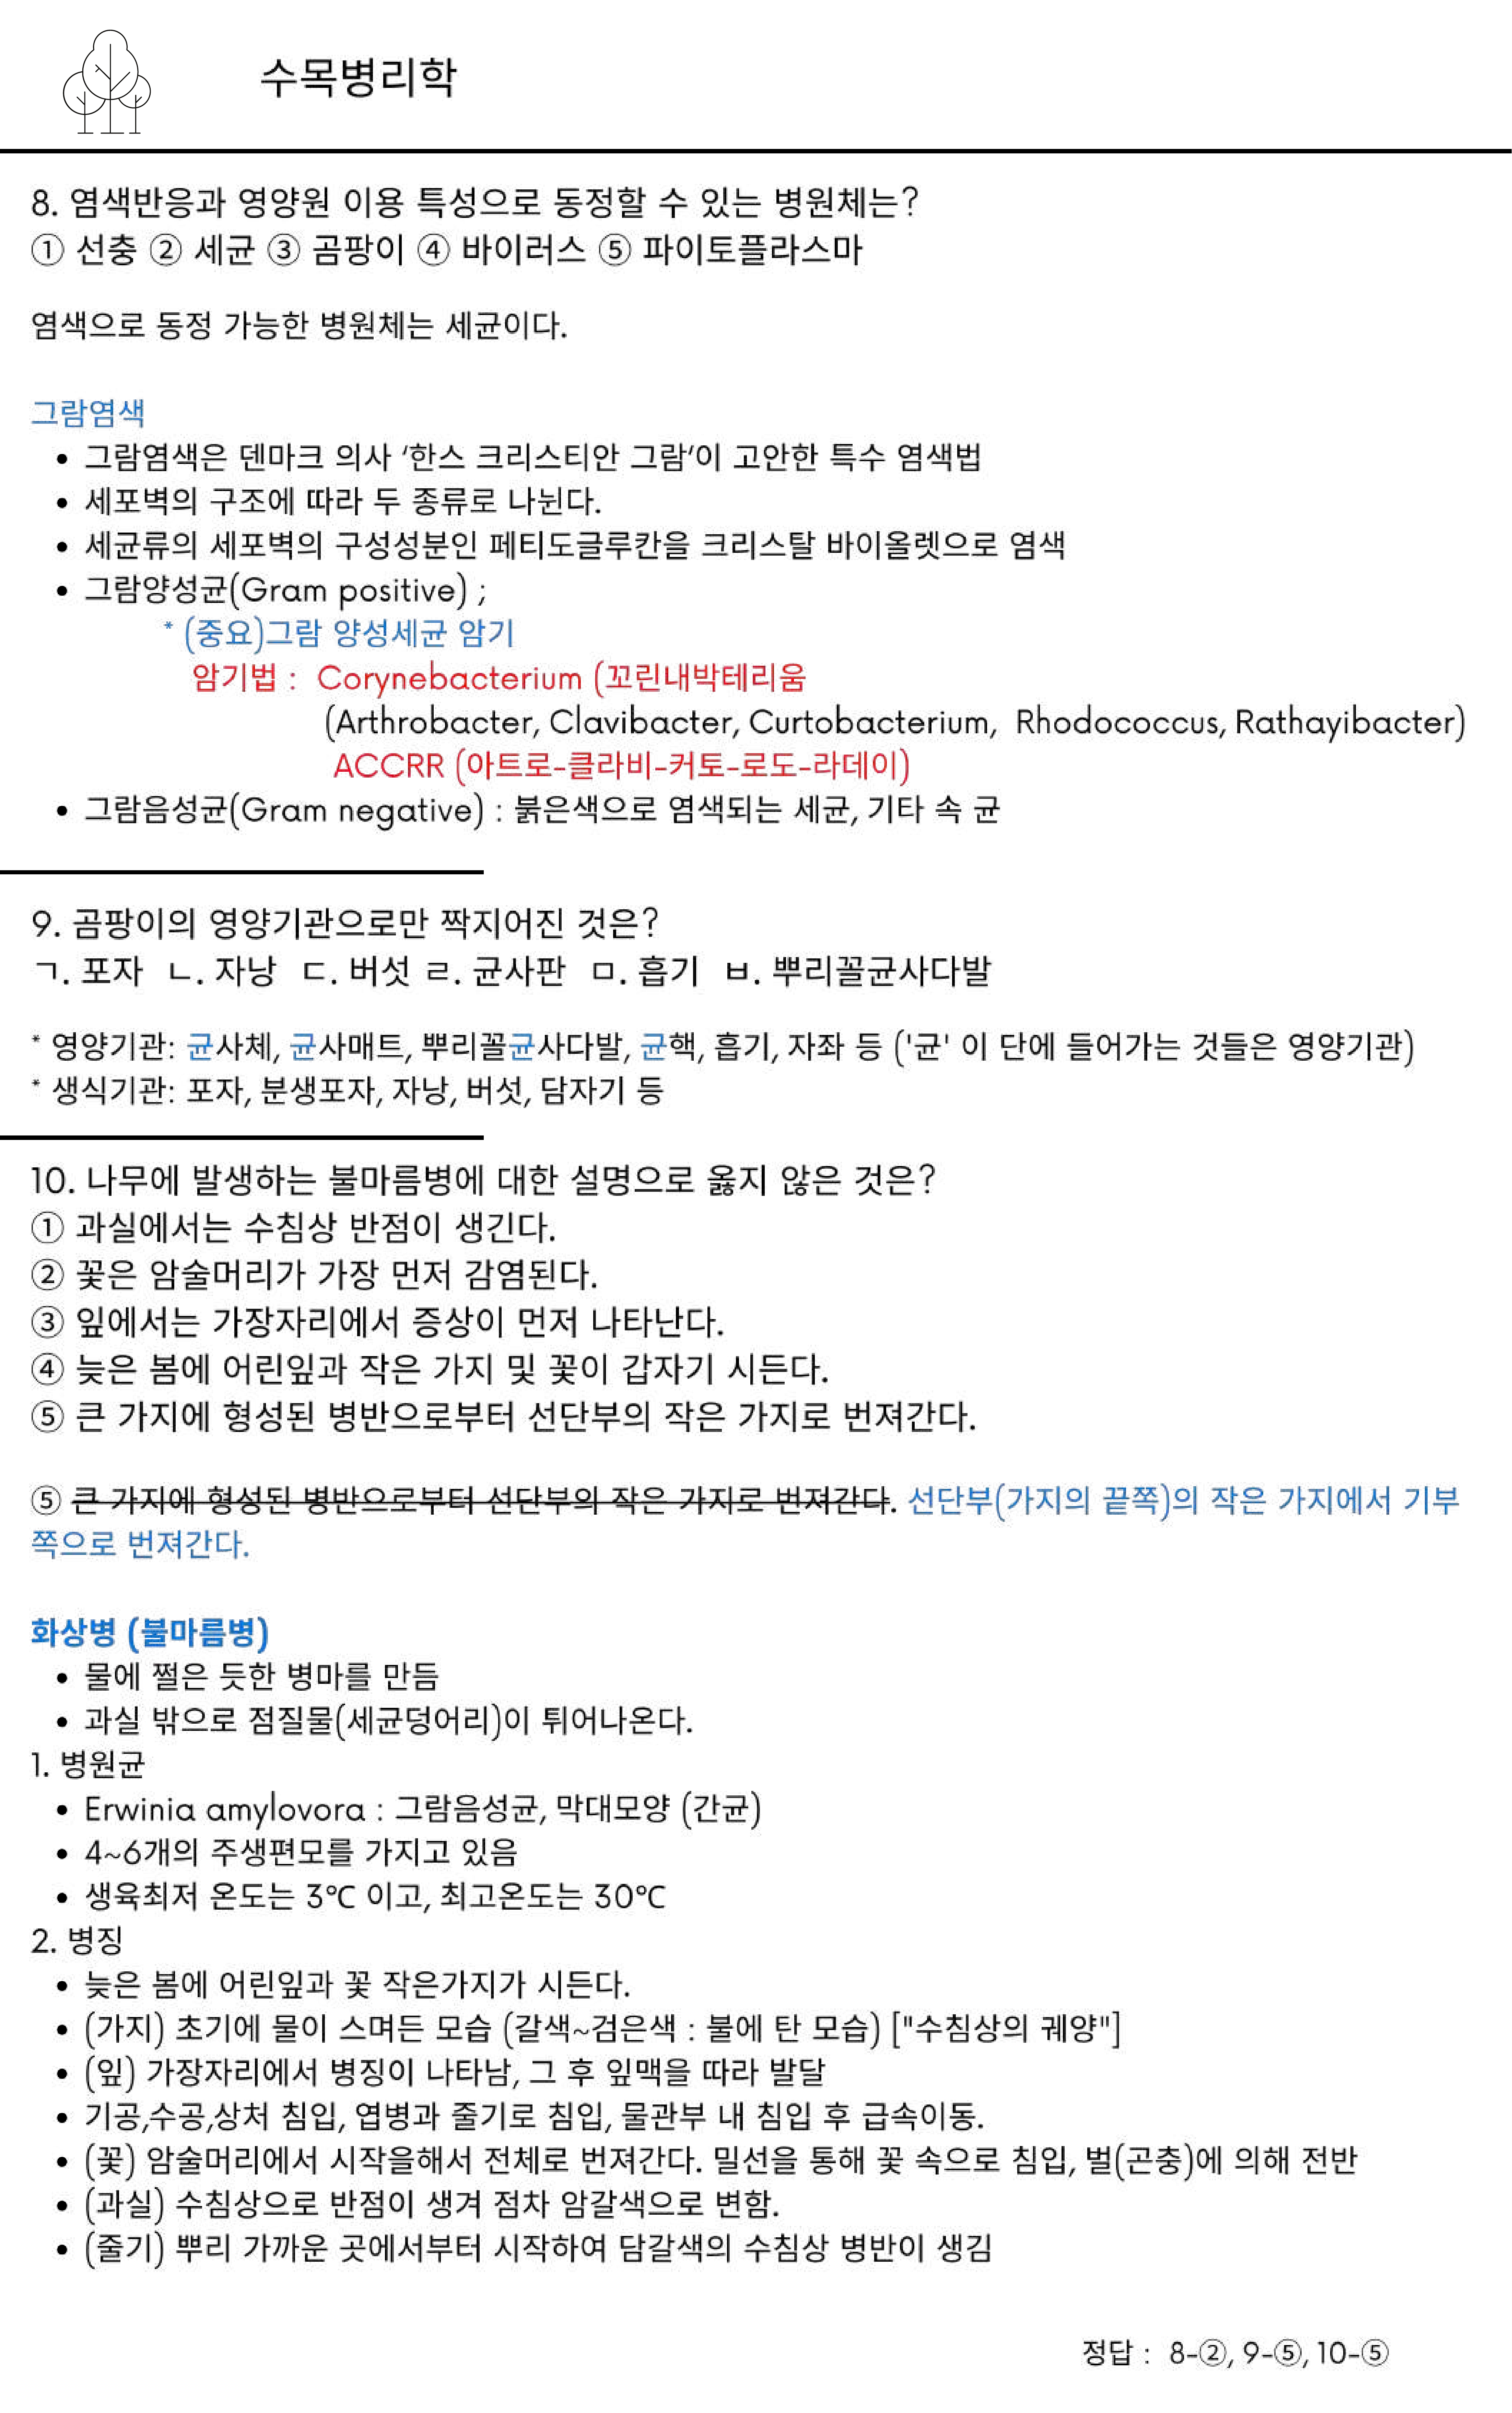 수목병리학
8. 염색반응과 영양원 이용 특성으로 동정할 수 있는 병원체는?
① 선충 ② 세균 ③ 곰팡이 ④ 바이러스 ⑤ 파이토플라스마
염색으로 동정 가능한 병원체는 세균이다.
그람염색
• 그람염색은 덴마크 의사 ‘한스 크리스티안 그람’이 고안한 특수 염색법
• 세포벽의 구조에 따라 두 종류로 나뉜다.
• 세균류의 세포벽의 구성성분인 페티도글루칸을 크리스탈 바이올렛으로 염색
• 그람양성균(Gram positive) ;
* (중요)그람 양성세균 암기
암기법 : Corynebacterium (꼬린내박테리움
(Arthrobacter, Clavibacter, Curtobacterium, Rhodococcus, Rathayibacter)
ACCRR (아트로-클라비-커토-로도-라데이)
• 그람음성균(Gram negative) : 붉은색으로 염색되는 세균, 기타 속 균
9. 곰팡이의 영양기관으로만 짝지어진 것은?
ㄱ. 포자 ㄴ. 자낭 ㄷ. 버섯 ㄹ. 균사판 ㅁ. 흡기 ㅂ. 뿌리꼴균사다발
* 영양기관: 균사체, 균사매트, 뿌리꼴균사다발, 균핵, 흡기, 자좌 등 ('균' 이 단에 들어가는 것들은 영양기관)
* 생식기관: 포자, 분생포자, 자낭, 버섯, 담자기 등
10. 나무에 발생하는 불마름병에 대한 설명으로 옳지 않은 것은?
① 과실에서는 수침상 반점이 생긴다.
② 꽃은 암술머리가 가장 먼저 감염된다.
③ 잎에서는 가장자리에서 증상이 먼저 나타난다.
④ 늦은 봄에 어린잎과 작은 가지 및 꽃이 갑자기 시든다.
⑤ 큰 가지에 형성된 병반으로부터 선단부의 작은 가지로 번져간다.
⑤ 큰 가지에 형성된 병반으로부터 선단부의 작은 가지로 번져간다. 선단부(가지의 끝쪽)의 작은 가지에서 기부
쪽으로 번져간다.
화상병 (불마름병)
• 물에 쩔은 듯한 병마를 만듬
• 과실 밖으로 점질물(세균덩어리)이 튀어나온다.
1. 병원균
• Erwinia amylovora : 그람음성균, 막대모양 (간균)
• 4~6개의 주생편모를 가지고 있음
• 생육최저 온도는 3℃ 이고, 최고온도는 30℃
2. 병징
• 늦은 봄에 어린잎과 꽃 작은가지가 시든다.
• (가지) 초기에 물이 스며든 모습 (갈색~검은색 : 불에 탄 모습) ["수침상의 궤양"]
• (잎) 가장자리에서 병징이 나타남, 그 후 잎맥을 따라 발달
• 기공,수공,상처 침입, 엽병과 줄기로 침입, 물관부 내 침입 후 급속이동.
• (꽃) 암술머리에서 시작을해서 전체로 번져간다. 밀선을 통해 꽃 속으로 침입, 벌(곤충)에 의해 전반
• (과실) 수침상으로 반점이 생겨 점차 암갈색으로 변함.
• (줄기) 뿌리 가까운 곳에서부터 시작하여 담갈색의 수침상 병반이 생김
정답 : 8-②, 9-⑤, 10-⑤